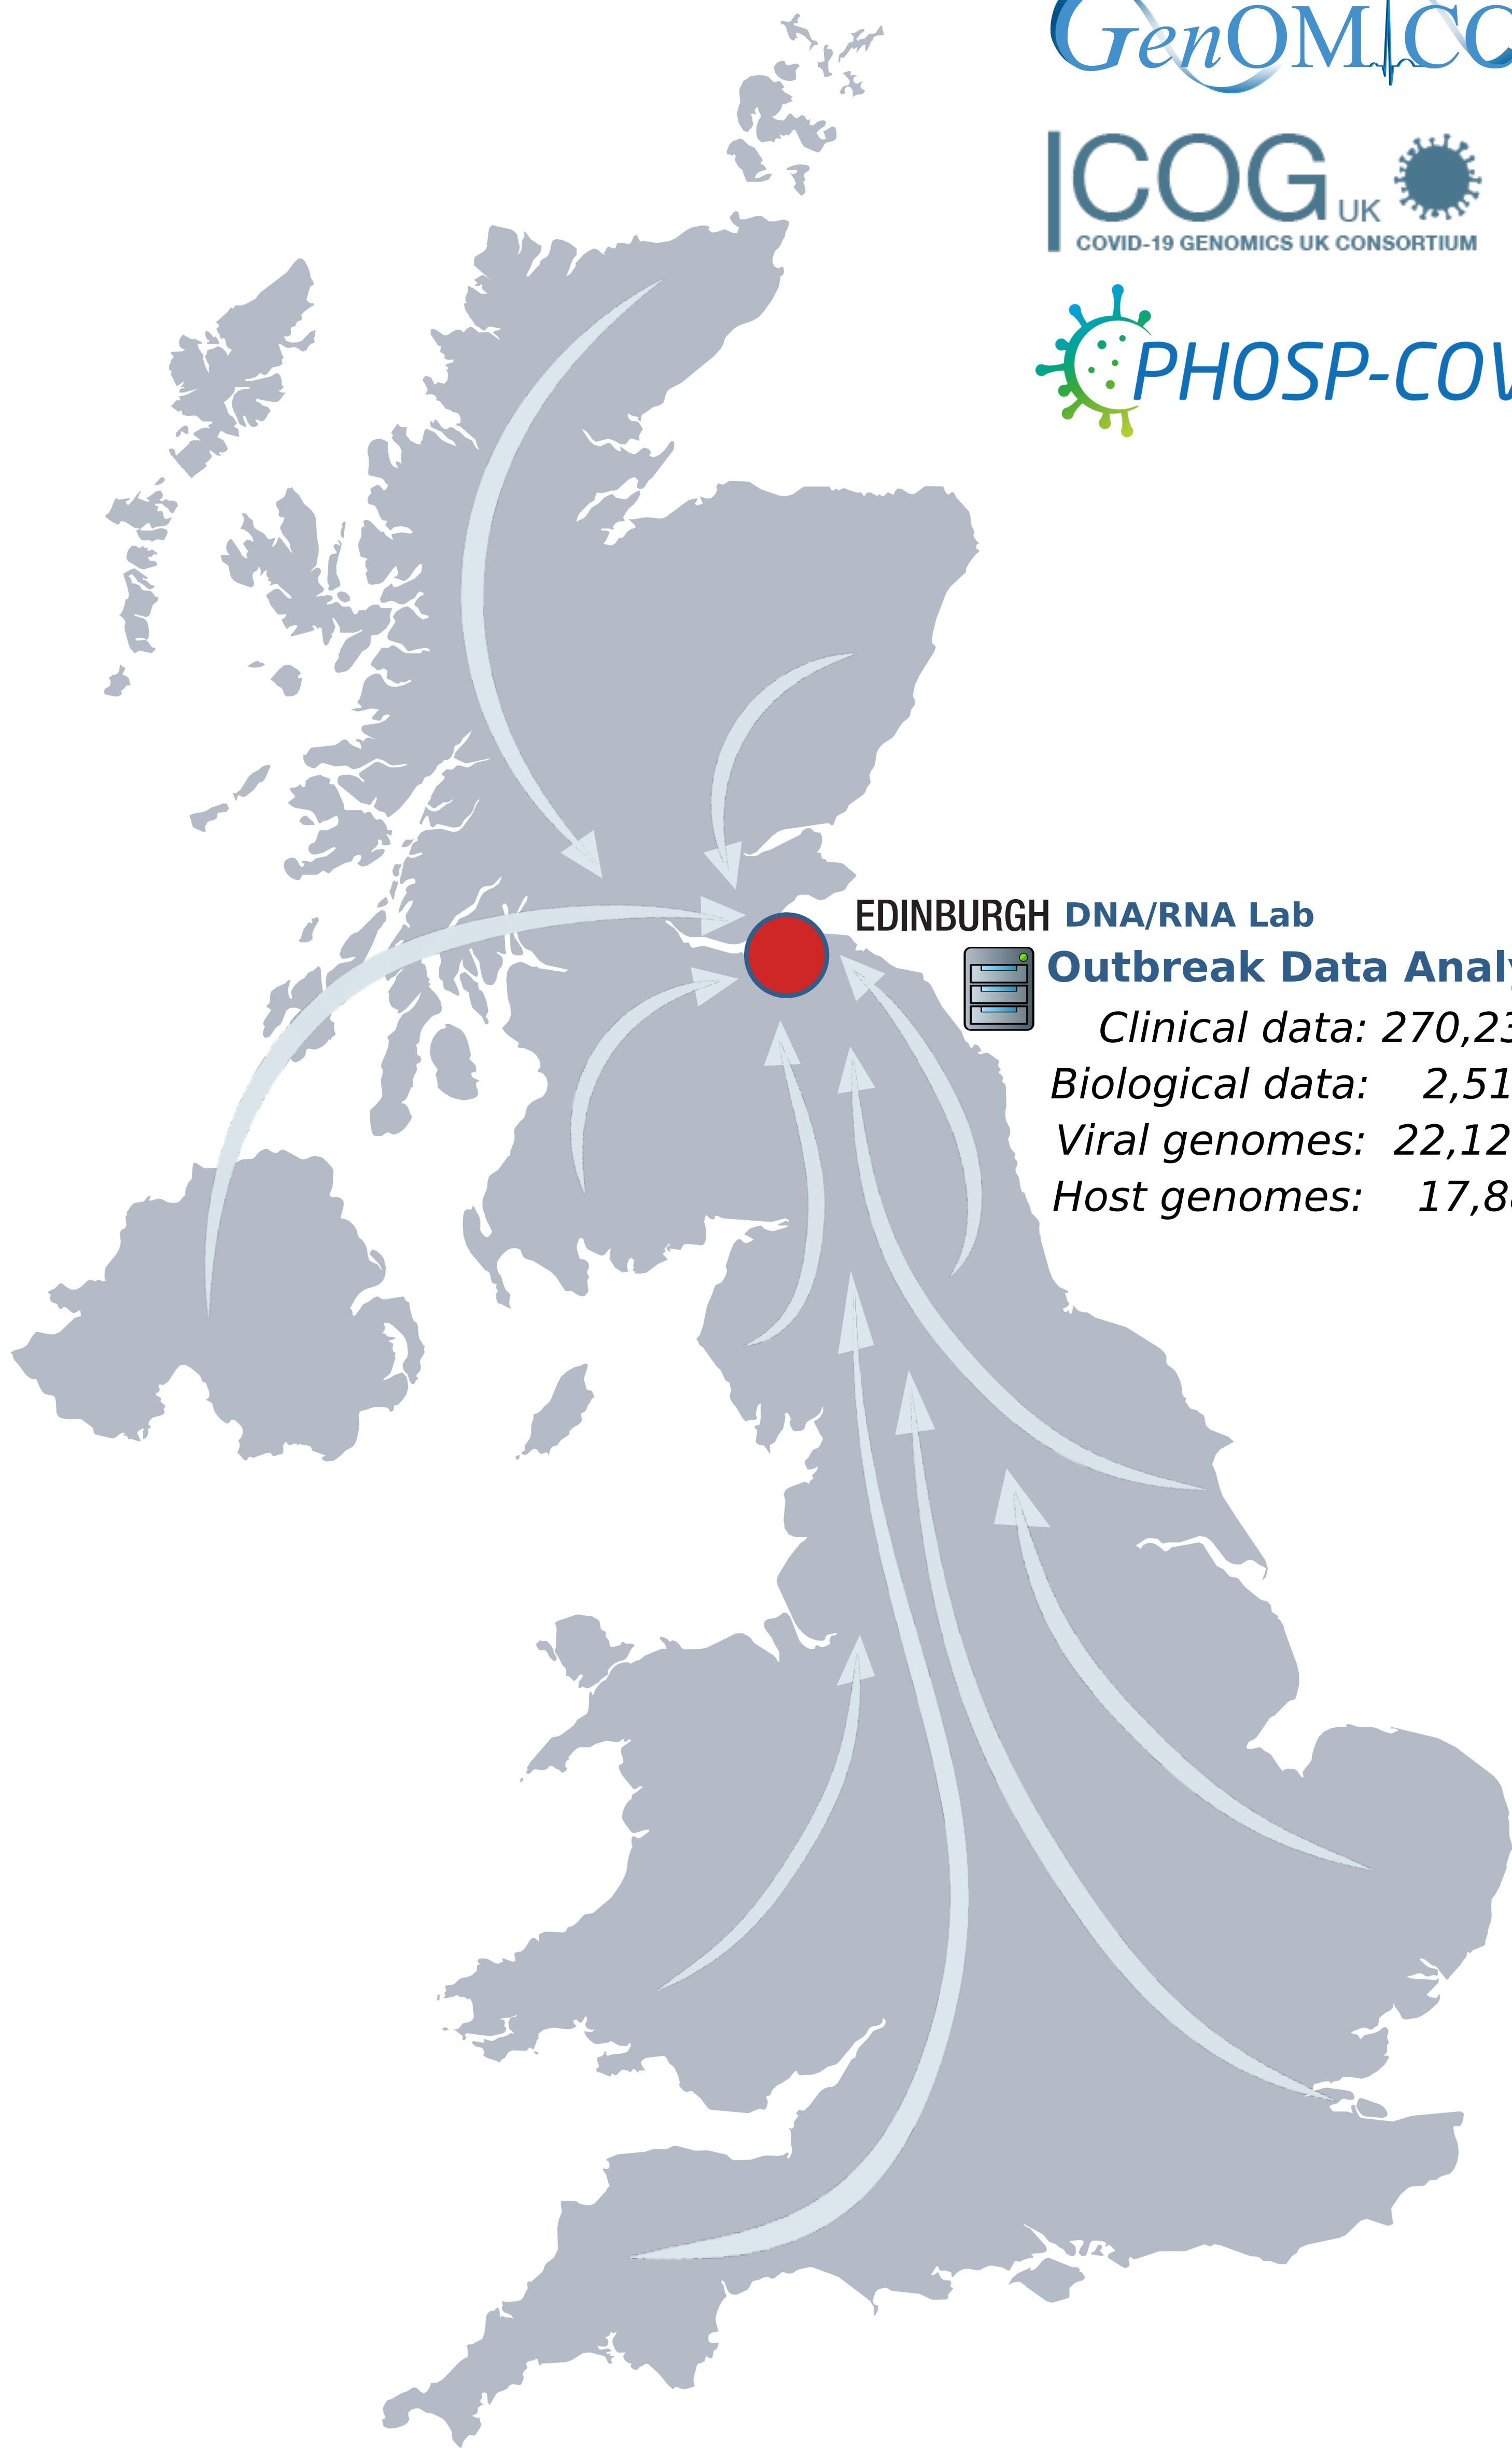 GenOMICC
COG UK
COVID-19 GENOMICS UK CONSORTIUM
PHOSP-COV
EDINBURGH DNA/RNA Lab
Outbreak Data Analy
Clinical data: 270,23
Biological data: 2,51
Viral genomes: 22,12
Host genomes: 17,8